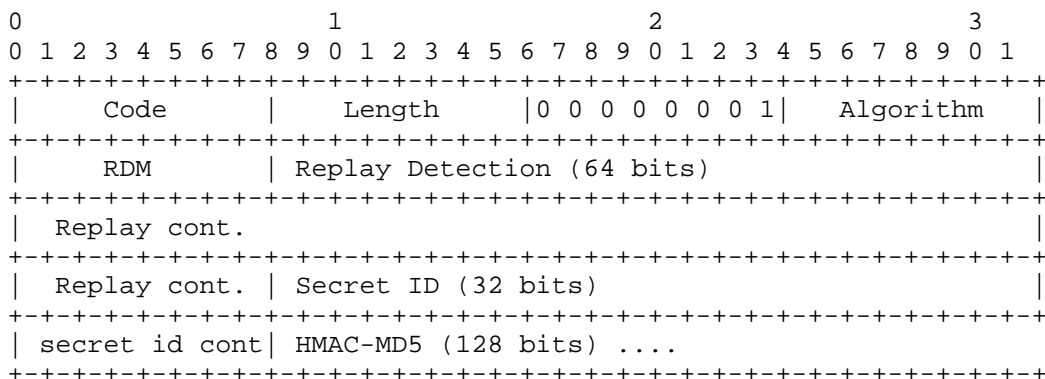 0                   1                   2                   3
0 1 2 3 4 5 6 7 8 9 0 1 2 3 4 5 6 7 8 9 0 1 2 3 4 5 6 7 8 9 0 1
+-+-+-+-+-+-+-+-+-+-+-+-+-+-+-+-+-+-+-+-+-+-+-+-+-+-+-+-+-+-+-+-+
|     Code      |    Length     |0 0 0 0 0 0 0 1|   Algorithm   |
+-+-+-+-+-+-+-+-+-+-+-+-+-+-+-+-+-+-+-+-+-+-+-+-+-+-+-+-+-+-+-+-+
|     RDM       | Replay Detection (64 bits)                    |
+-+-+-+-+-+-+-+-+-+-+-+-+-+-+-+-+-+-+-+-+-+-+-+-+-+-+-+-+-+-+-+-+
|  Replay cont.                                                 |
+-+-+-+-+-+-+-+-+-+-+-+-+-+-+-+-+-+-+-+-+-+-+-+-+-+-+-+-+-+-+-+-+
|  Replay cont. | Secret ID (32 bits)                           |
+-+-+-+-+-+-+-+-+-+-+-+-+-+-+-+-+-+-+-+-+-+-+-+-+-+-+-+-+-+-+-+-+
| secret id cont| HMAC-MD5 (128 bits) ....
+-+-+-+-+-+-+-+-+-+-+-+-+-+-+-+-+-+-+-+-+-+-+-+-+-+-+-+-+-+-+-+-+